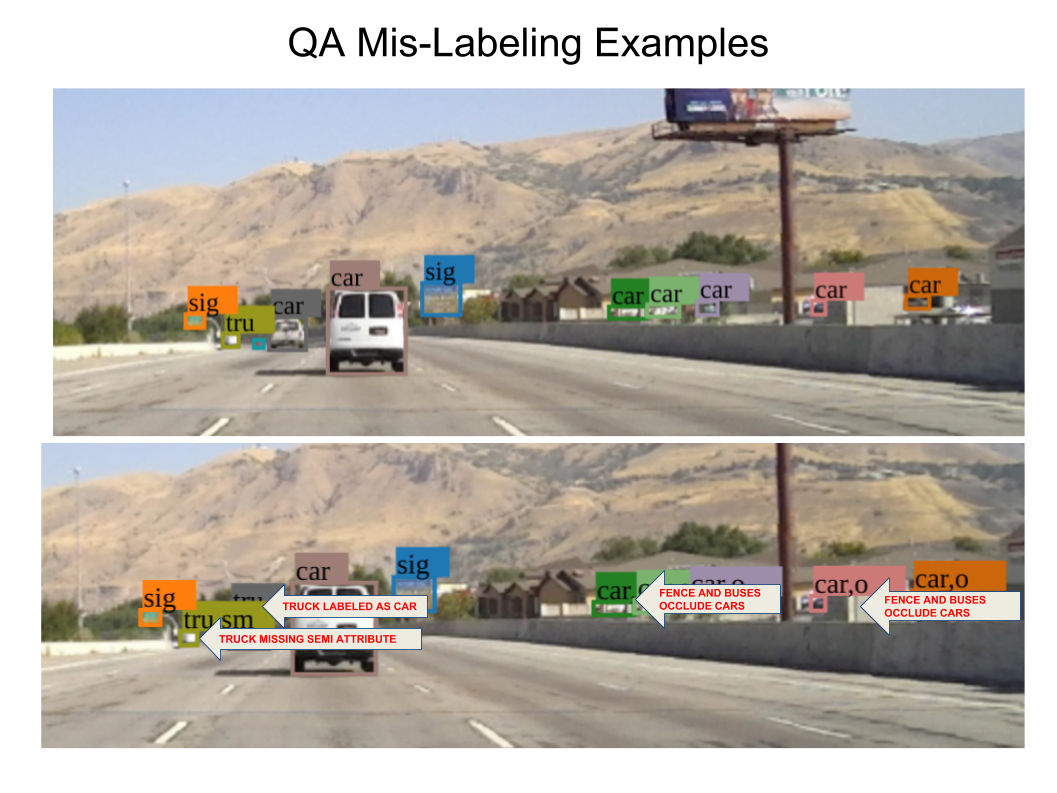 QA Mis-Labeling Examples
car
sig
sig
tru
car
car
car
car
car
car
car
sig
sig
tru
tru,sm
car,
car,o
car,o
car,o
TRUCK LABELED AS CAR
TRUCK MISSING SEMI ATTRIBUTE
FENCE AND BUSES
OCCLUDE CARS
FENCE AND BUSES
OCCLUDE CARS